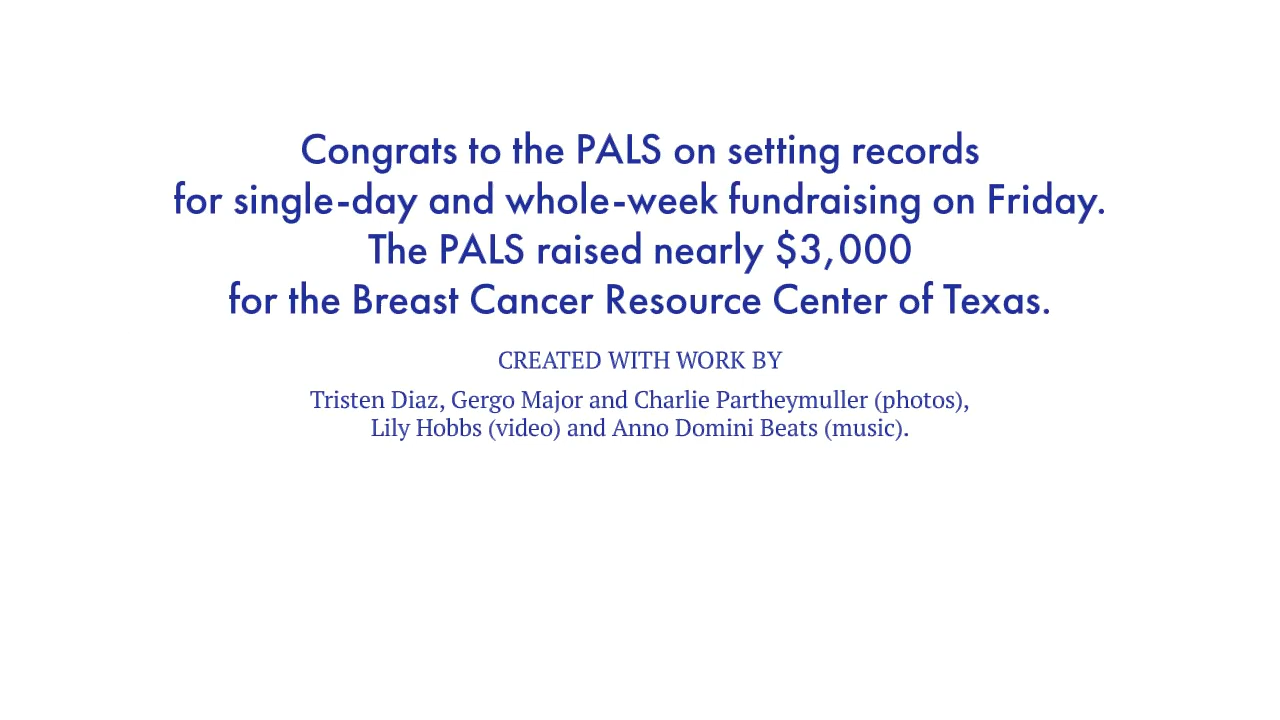 Congrats to the PALS on setting records
for single-day and whole-week fundraising on Friday.
The PALS raised nearly $3,000
for the Breast Cancer Resource Center of Texas.
CREATED WITH WORK BY
Tristen Diaz, Gergo Major and Charlie Partheymuller (photos),
Lily Hobbs (video) and Anno Domini Beats (music).